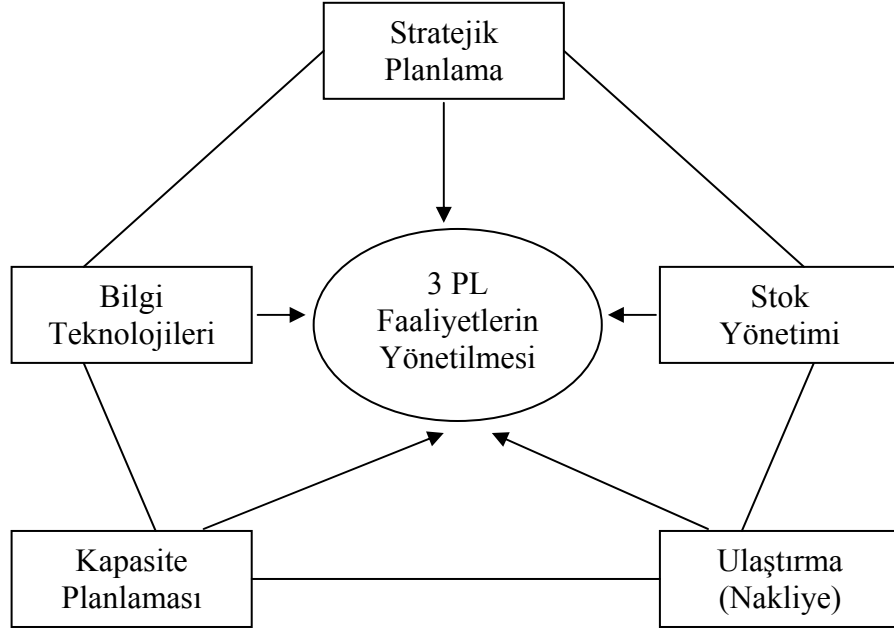 Stratejik
Planlama
Bilgi
Teknolojileri
3 PL
Faaliyetlerin
Yönetilmesi
Stok
Yönetimi
Kapasite
Planlaması
Ulaştırma
(Nakliye)